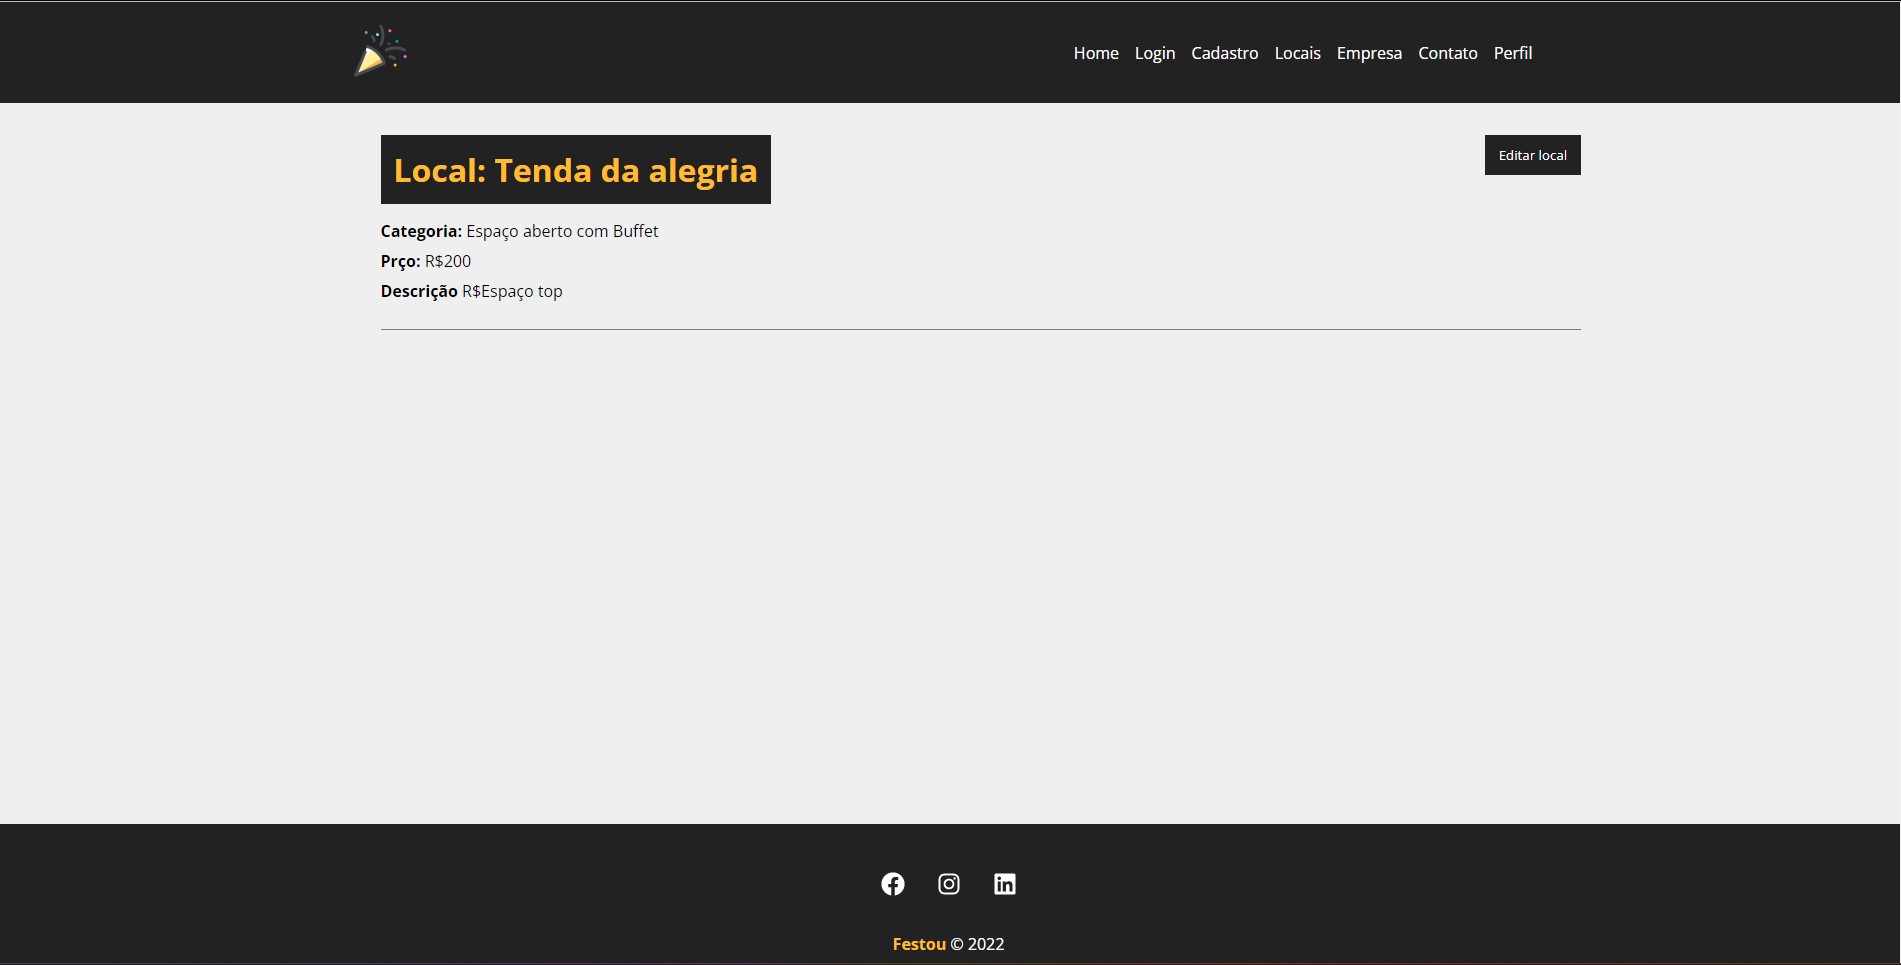 Home Login Cadastro Locais Empresa Contato Perfil
Local: Tenda da alegria
Editar local
Categoria: Espaço aberto com Buffet
Prço: R$200
Descrição R$Espaço top
Festou © 2022